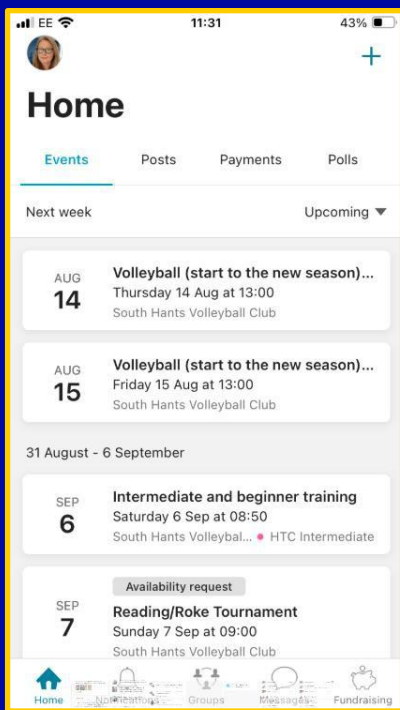 EE 11:31 43%
+
Home
Events Posts Payments Polls
Next week Upcoming
AUG
14
Volleyball (start to the new season)...
Thursday 14 Aug at 13:00
South Hants Volleyball Club
AUG
15
Volleyball (start to the new season)...
Friday 15 Aug at 13:00
South Hants Volleyball Club
31 August - 6 September
SEP
6
Intermediate and beginner training
Saturday 6 Sep at 08:50
South Hants Volleybal... HTC Intermediate
SEP
7
Availability request
Reading/Roke Tournament
Sunday 7 Sep at 09:00
South Hants Volleyball Club
Home Notifications Groups Messages Fundraising